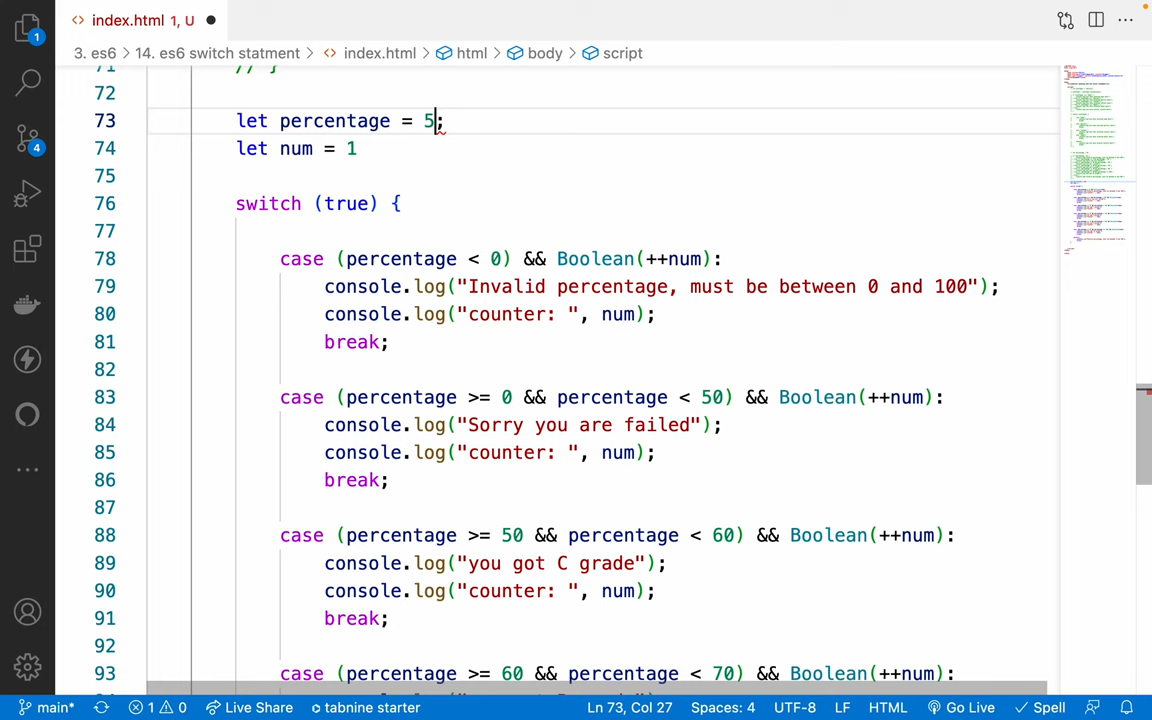 index.html 1, U
3. es6 > 14. es6 switch statment > index.html > html > body > script
71 // }
72
73 let percentage = 5;
74 let num = 1
75
76 switch (true) {
77
78 case (percentage < 0) && Boolean(++num):
79 console.log("Invalid percentage, must be between 0 and 100");
80 console.log("counter: ", num);
81 break;
82
83 case (percentage >= 0 && percentage < 50) && Boolean(++num):
84 console.log("Sorry you are failed");
85 console.log("counter: ", num);
86 break;
87
88 case (percentage >= 50 && percentage < 60) && Boolean(++num):
89 console.log("you got C grade");
90 console.log("counter: ", num);
91 break;
92
93 case (percentage >= 60 && percentage < 70) && Boolean(++num):
1
4
main* 1 0 Live Share tabnine starter Ln 73, Col 27 Spaces: 4 UTF-8 LF HTML Go Live Spell